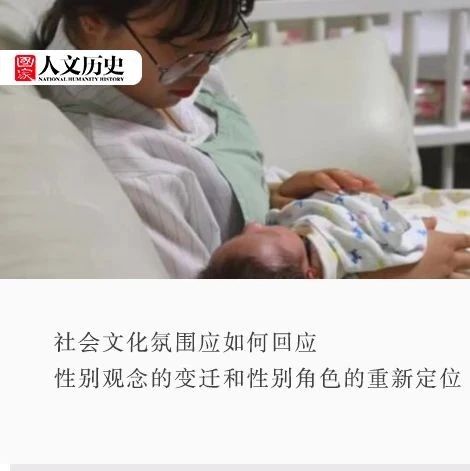 國家人文历史
NATIONAL HUMANITY HISTORY
社会文化氛围应如何回应
性别观念的变迁和性别角色的重新定位